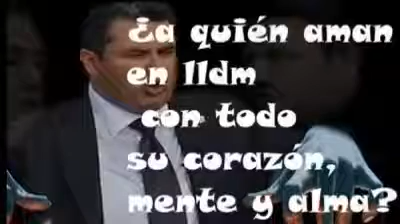 ¿a quién aman
en lldm
con todo
su corazón,
mente y alma?